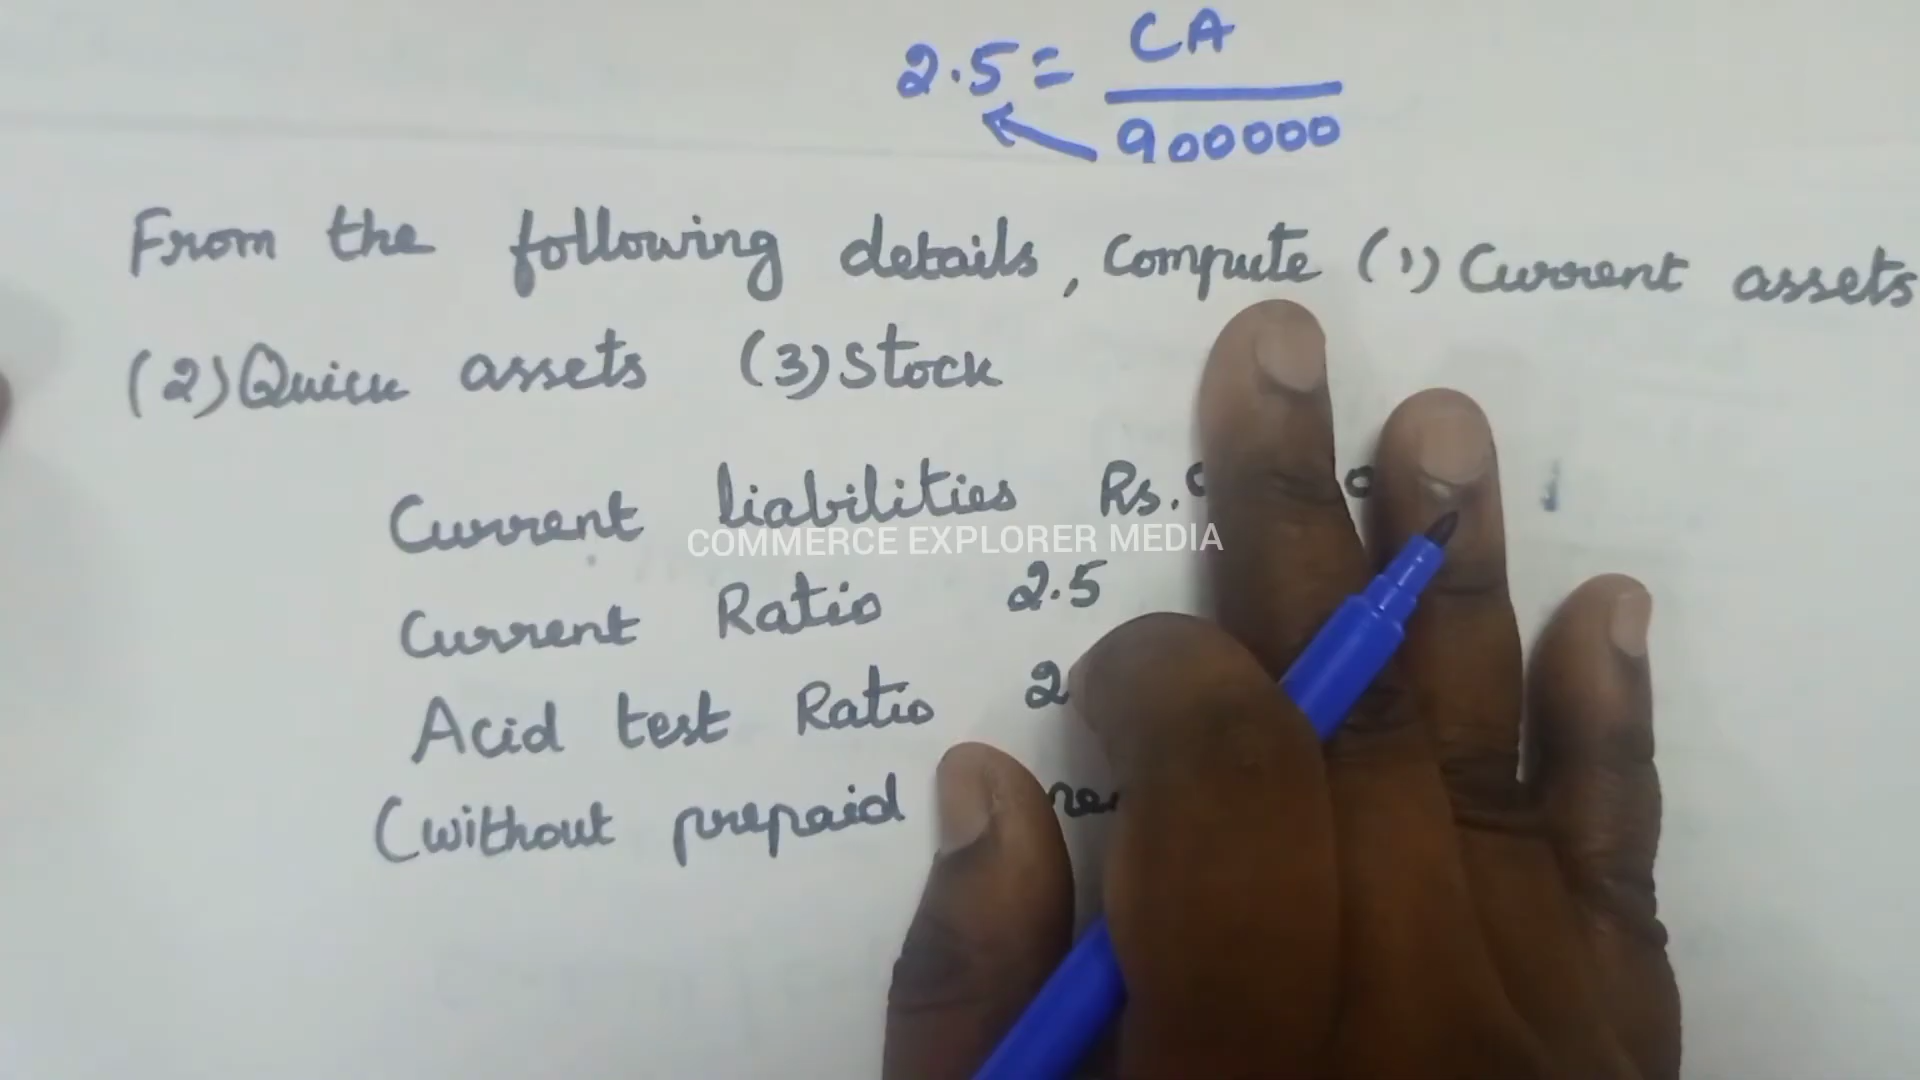 2.5 = CA
900000
From the following details, Compute (1) Current assets
(2) Quick assets (3) Stock
Current liabilities Rs.
COMMERCE EXPLORER MEDIA
Current Ratio 2.5
Acid test Ratio 2
(without prepaid